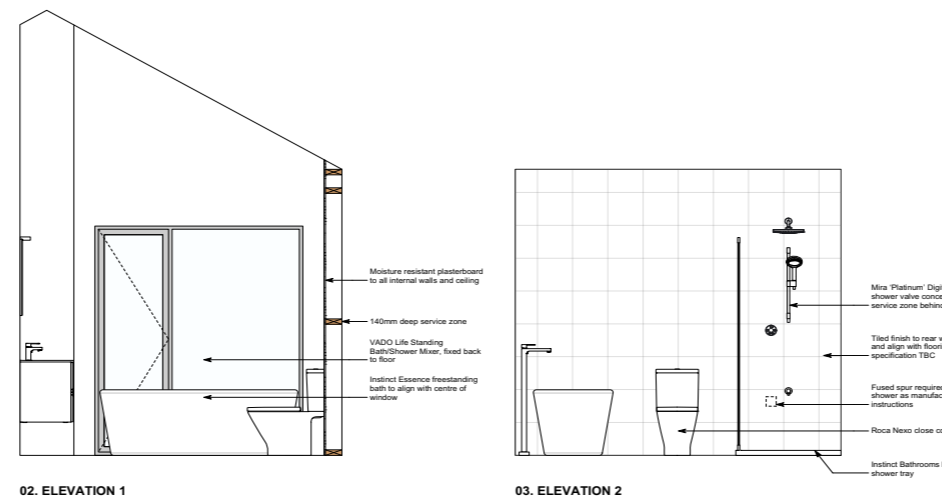 Moisture resistant plasterboard
to all internal walls and ceiling
140mm deep service zone
VADO Life Standing
Bath/Shower Mixer, fixed back
to floor
Instinct Essence freestanding
bath to align with centre of
window
02. ELEVATION 1
Mira 'Platinum' Digi
shower valve conce
service zone behin
Tiled finish to rear w
and align with floori
specification TBC
Fused spur require
shower as manufac
instructions
Roca Nexo close co
Instinct Bathrooms
shower tray
03. ELEVATION 2